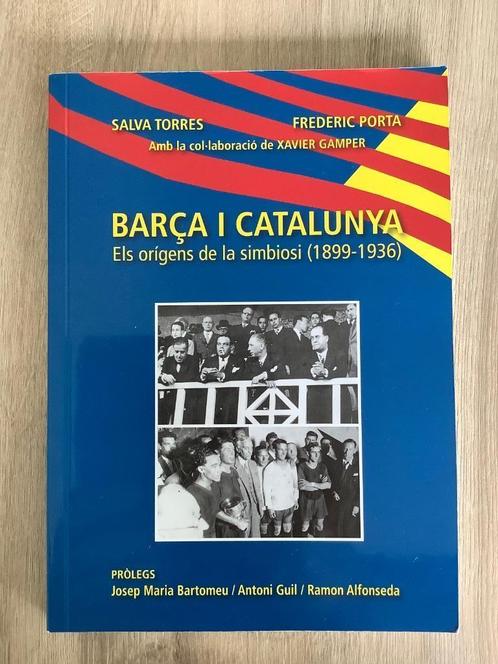 SALVA TORRES FREDERIC PORTA
Amb la col·laboració de XAVIER GAMPER
BARÇA I CATALUNYA
Els orígens de la simbiosi (1899-1936)
PRÒLEGS
Josep Maria Bartomeu / Antoni Guil / Ramon Alfonseda